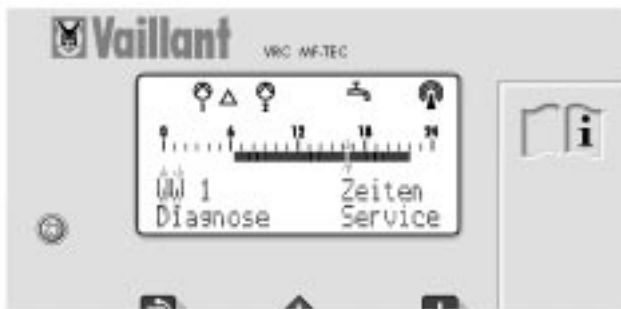 Vaillant
VRC MF-TEC
0 6 12 18 24
WW 1 Zeiten
Diagnose Service
i